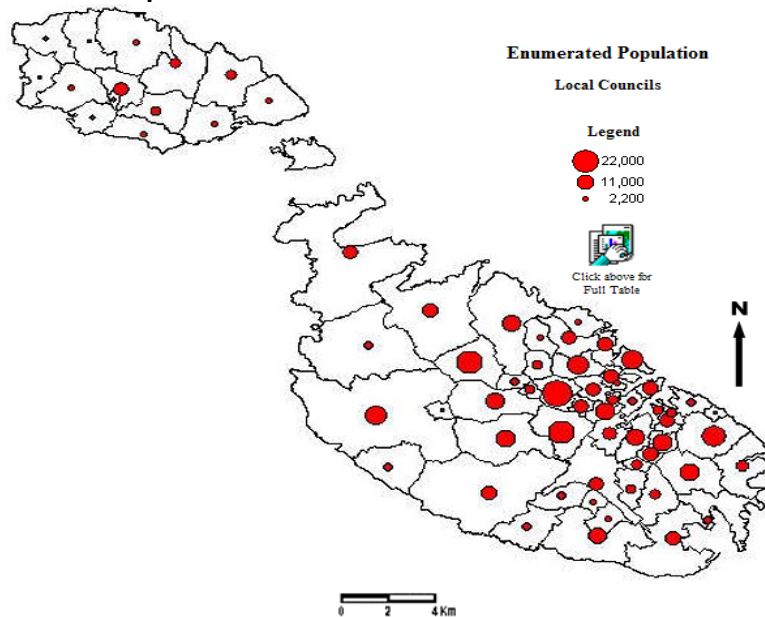 Enumerated Population
Local Councils
Legend
22,000
11,000
2,200
Click above for
Full Table
N
0 2 4 Km